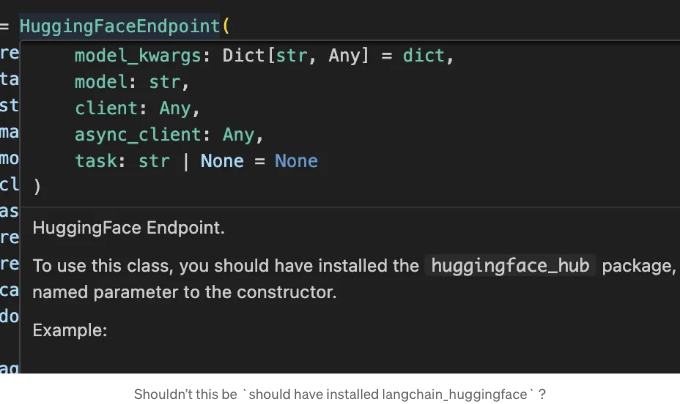 = HuggingFaceEndpoint(
re model_kwargs: Dict[str, Any] = dict,
ta model: str,
st client: Any,
ma async_client: Any,
mo task: str | None = None
cl )
as HuggingFace Endpoint.
re
re To use this class, you should have installed the huggingface_hub package,
ca named parameter to the constructor.
do Example:
ag
Shouldn't this be `should have installed langchain_huggingface` ?